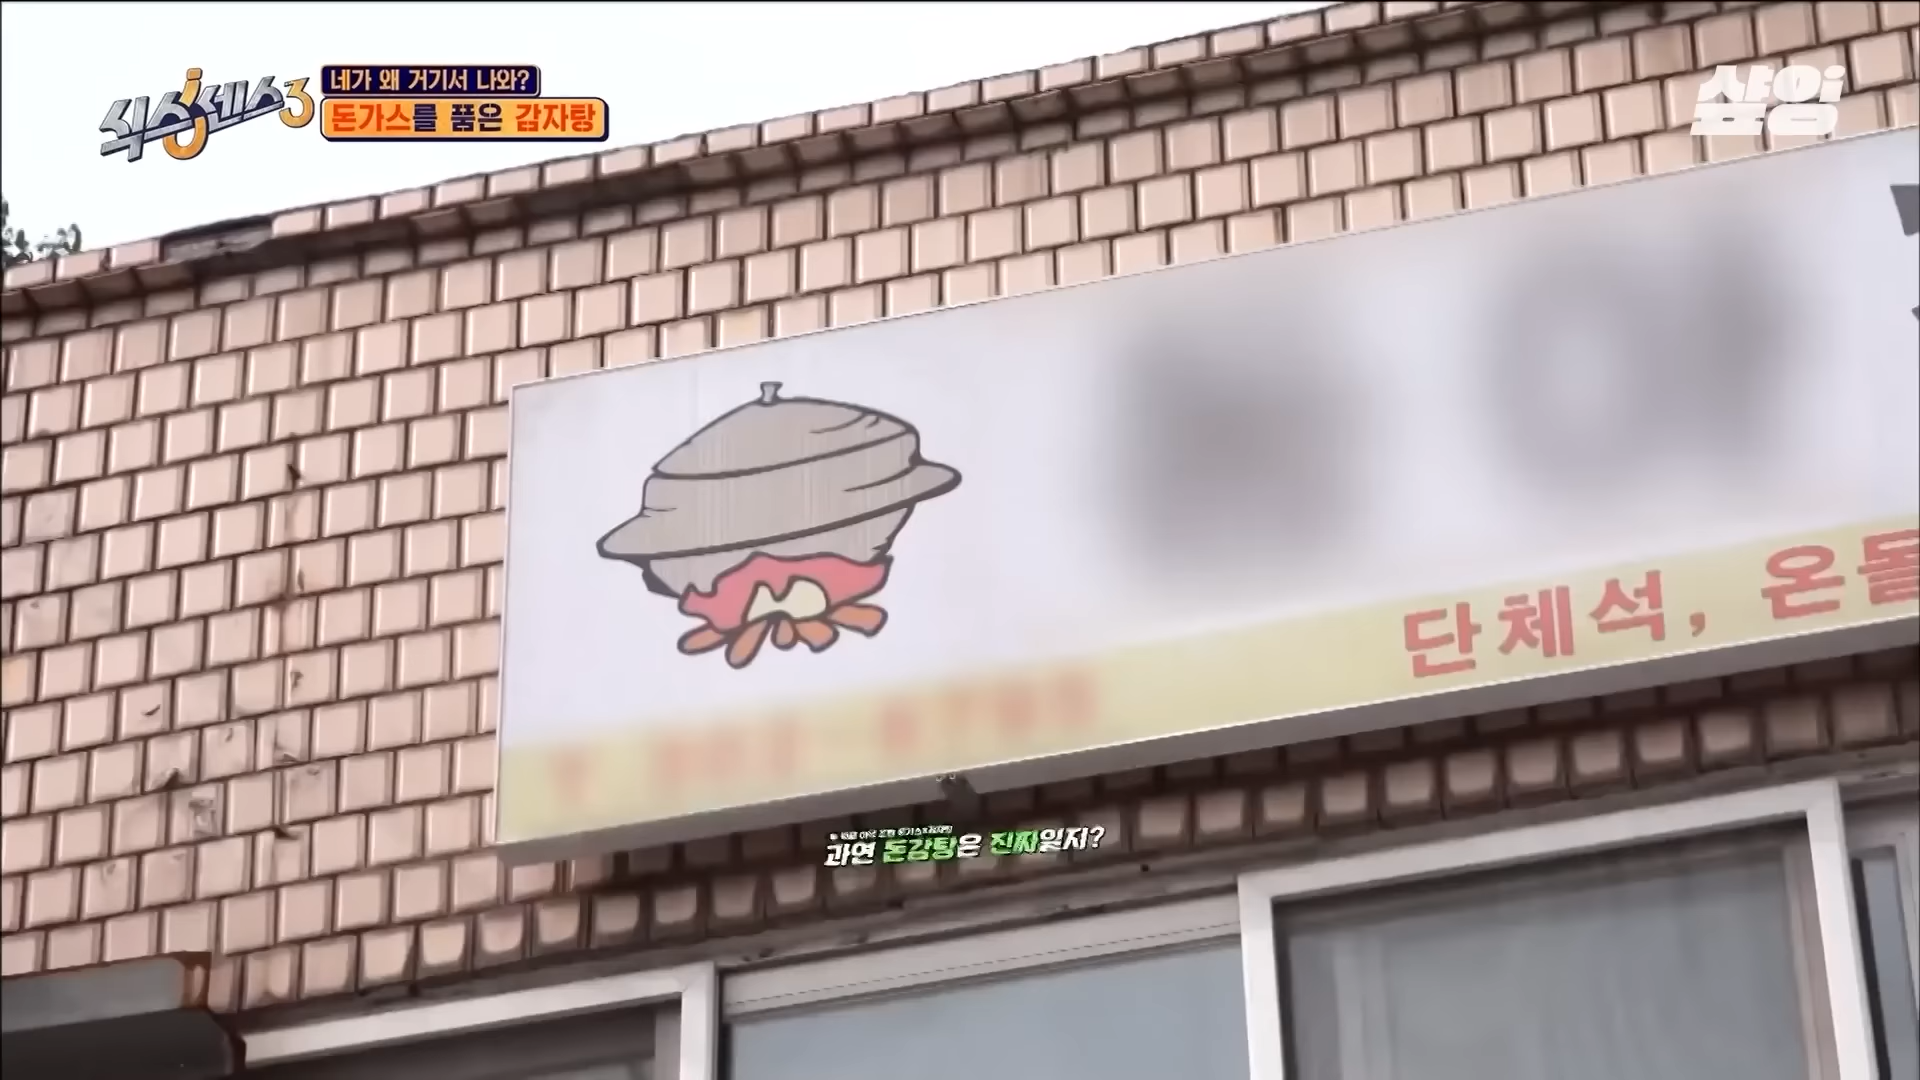 식스센스3
네가 왜 거기서 나와?
돈가스를 품은 감자탕
샾잉
단체석, 온돌
과연 돈감탕은 진짜일지?